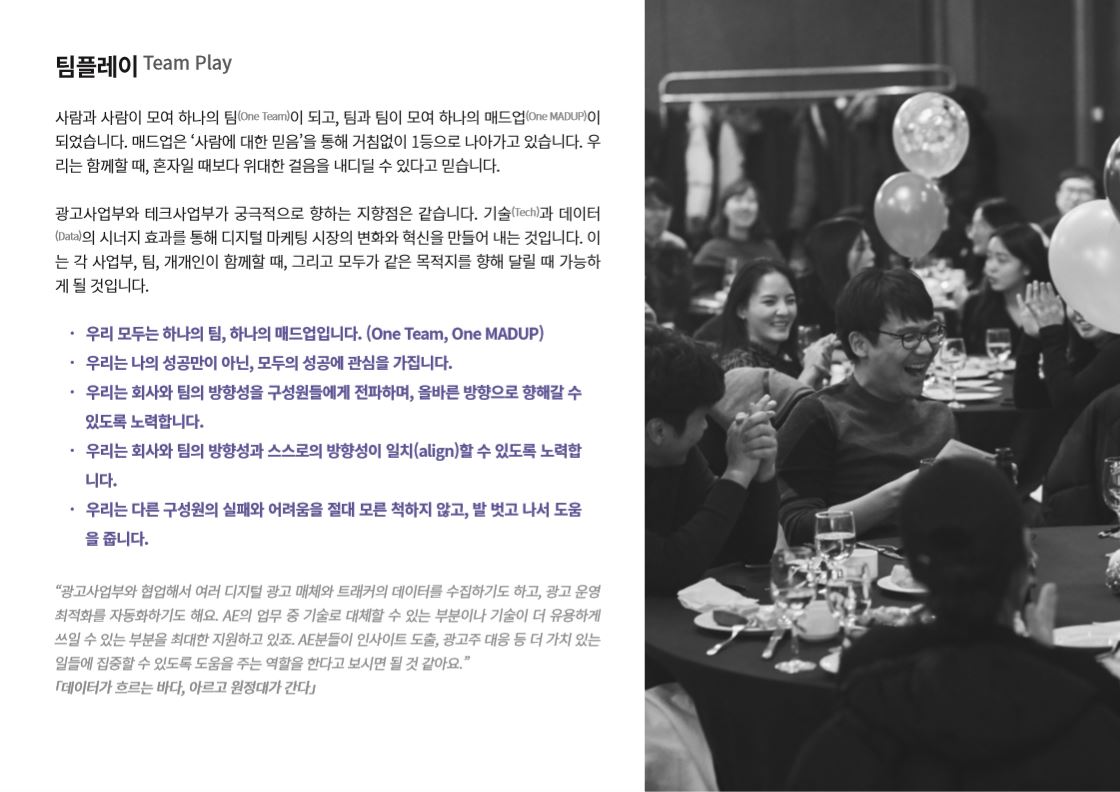 팀플레이 Team Play
사람과 사람이 모여 하나의 팀(One Team)이 되고, 팀과 팀이 모여 하나의 매드업(One MADUP)이
되었습니다. 매드업은 ‘사람에 대한 믿음’을 통해 거침없이 1등으로 나아가고 있습니다. 우
리는 함께할 때, 혼자일 때보다 위대한 걸음을 내디딜 수 있다고 믿습니다.
광고사업부와 테크사업부가 궁극적으로 향하는 지향점은 같습니다. 기술(Tech)과 데이터
(Data)의 시너지 효과를 통해 디지털 마케팅 시장의 변화와 혁신을 만들어 내는 것입니다. 이
는 각 사업부, 팀, 개개인이 함께할 때, 그리고 모두가 같은 목적지를 향해 달릴 때 가능하
게 될 것입니다.
· 우리 모두는 하나의 팀, 하나의 매드업입니다. (One Team, One MADUP)
· 우리는 나의 성공만이 아닌, 모두의 성공에 관심을 가집니다.
· 우리는 회사와 팀의 방향성을 구성원들에게 전파하며, 올바른 방향으로 향해갈 수
있도록 노력합니다.
· 우리는 회사와 팀의 방향성과 스스로의 방향성이 일치(align)할 수 있도록 노력합
니다.
· 우리는 다른 구성원의 실패와 어려움을 절대 모른 척하지 않고, 발 벗고 나서 도움
을 줍니다.
“광고사업부와 협업해서 여러 디지털 광고 매체와 트래커의 데이터를 수집하기도 하고, 광고 운영
최적화를 자동화하기도 해요. AE의 업무 중 기술로 대체할 수 있는 부분이나 기술이 더 유용하게
쓰일 수 있는 부분을 최대한 지원하고 있죠. AE분들이 인사이트 도출, 광고주 대응 등 더 가치 있는
일들에 집중할 수 있도록 도움을 주는 역할을 한다고 보시면 될 것 같아요.”
「데이터가 흐르는 바다, 아르고 원정대가 간다」